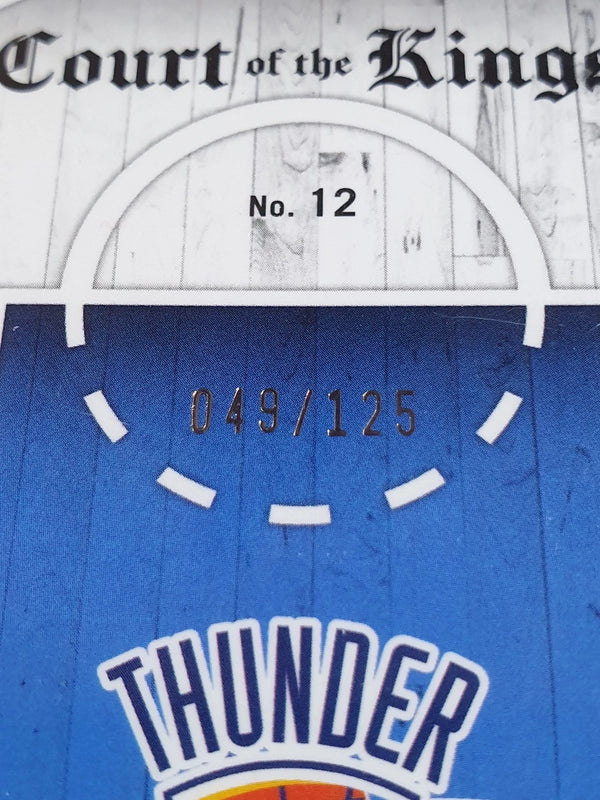 Court of the Kings
No. 12
049/125
THUNDER